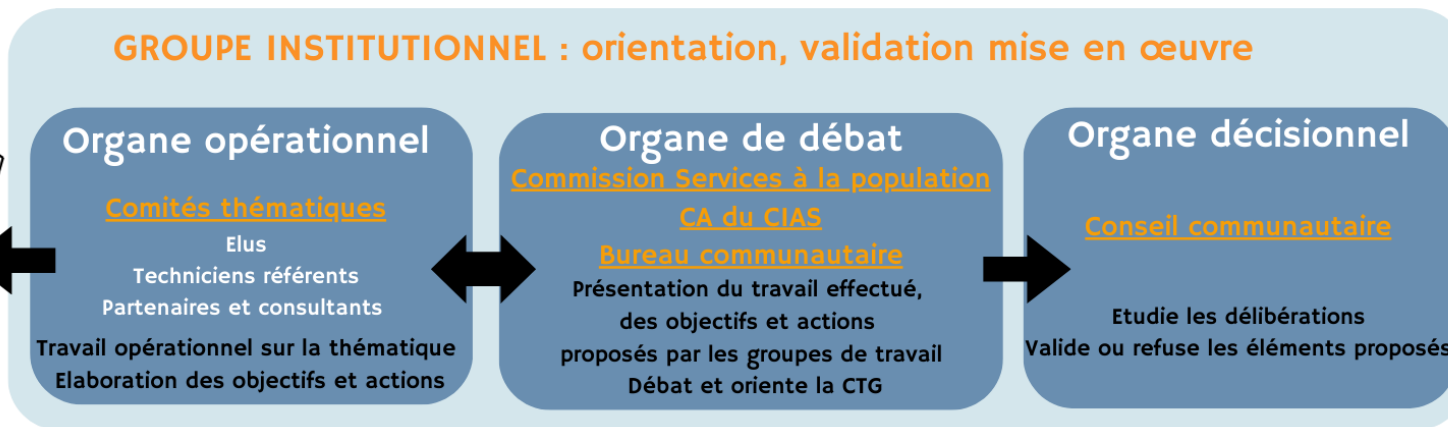 GROUPE INSTITUTIONNEL : orientation, validation mise en œuvre
Organe opérationnel
Comités thématiques
Elus
Techniciens référents
Partenaires et consultants
Travail opérationnel sur la thématique
Elaboration des objectifs et actions
Organe de débat
Commission Services à la population
CA du CIAS
Bureau communautaire
Présentation du travail effectué,
des objectifs et actions
proposés par les groupes de travail
Débat et oriente la CTG
Organe décisionnel
Conseil communautaire
Etudie les délibérations
Valide ou refuse les éléments proposés